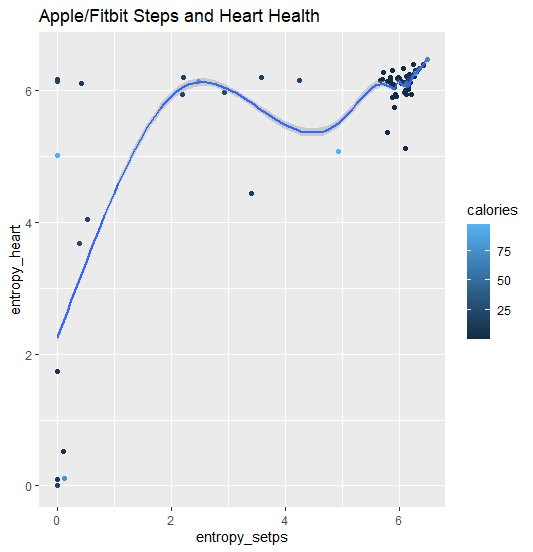 Apple/Fitbit Steps and Heart Health
entropy_heart
6
4
2
0
0 2 4 6
entropy_setps
calories
75
50
25